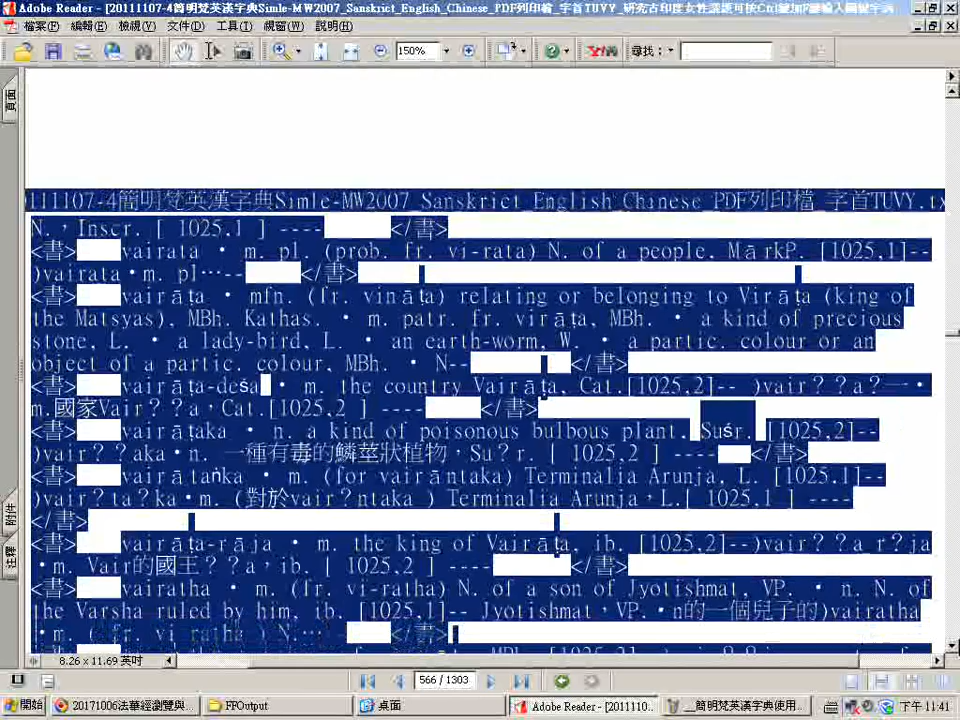 Adobe Reader - [20111107-4簡明梵英漢字典Simle-MW2007_Sanskrict_English_Chinese_PDF列印檔_字首TUVY_研究古印度女性課認可按Ctrl鍵加F鍵輸入關鍵字詞
檔案(F) 編輯(E) 檢視(V) 文件(D) 工具(T) 視窗(W) 說明(H)
150% 尋找：
頁面
111107-4簡明梵英漢字典Simle-MW2007_Sanskrict_English_Chinese_PDF列印檔_字首TUVY.tx
N.，Inscr. [ 1025,1 ] ---- </書>
<書> vairata ‧ m. pl. (prob. fr. vi-rata) N. of a people. MārkP. [1025,1]--
)vairata‧m. pl…-- </書>
<書> vairāṭa ‧ mfn. (fr. vināṭa) relating or belonging to Virāṭa (king of
the Matsyas), MBh. Kathas. ‧ m. patr. fr. virāṭa, MBh. ‧ a kind of precious
stone, L. ‧ a lady-bird, L. ‧ an earth-worm, W. ‧ a partic. colour or an
object of a partic. colour, MBh. ‧ N-- </書>
<書> vairāṭa-deśa ‧ m. the country Vairāṭa, Cat.[1025,2]-- )vair??a?一‧
m.國家Vair??a，Cat.[1025,2 ] ---- </書>
<書> vairāṭaka ‧ n. a kind of poisonous bulbous plant, Suśr. [1025,2]--
)vair??aka‧n. 一種有毒的鱗莖狀植物，Su?r. [ 1025,2 ] ---- </書>
<書> vairātaṅka ‧ m. (for vairāntaka) Terminalia Arunja, L. [1025,1]--
)vair?ta?ka‧m. (對於vair?ntaka ) Terminalia Arunja，L.[ 1025,1 ] ----
</書>
<書> vairāṭa-rāja ‧ m. the king of Vairāṭa, ib. [1025,2]--)vair??a r?ja
‧m. Vair的國王??a，ib. [ 1025,2 ] ---- </書>
<書> vairatha ‧ m. (fr. vi-ratha) N. of a son of Jyotishmat, VP. ‧ n. N. of
the Varsha ruled by him, ib. [1025,1]-- Jyotishmat，VP.‧n的一個兒子的)vairatha
‧m. ( fr. vi ratha ) N.… </書>
附件
注釋
8.26 x 11.69 英吋
566 / 1303
開始 20171006法華經瀏覽與... FFOutput 桌面 Adobe Reader - [201110... __簡明梵英漢字典使用... 下午 11:41